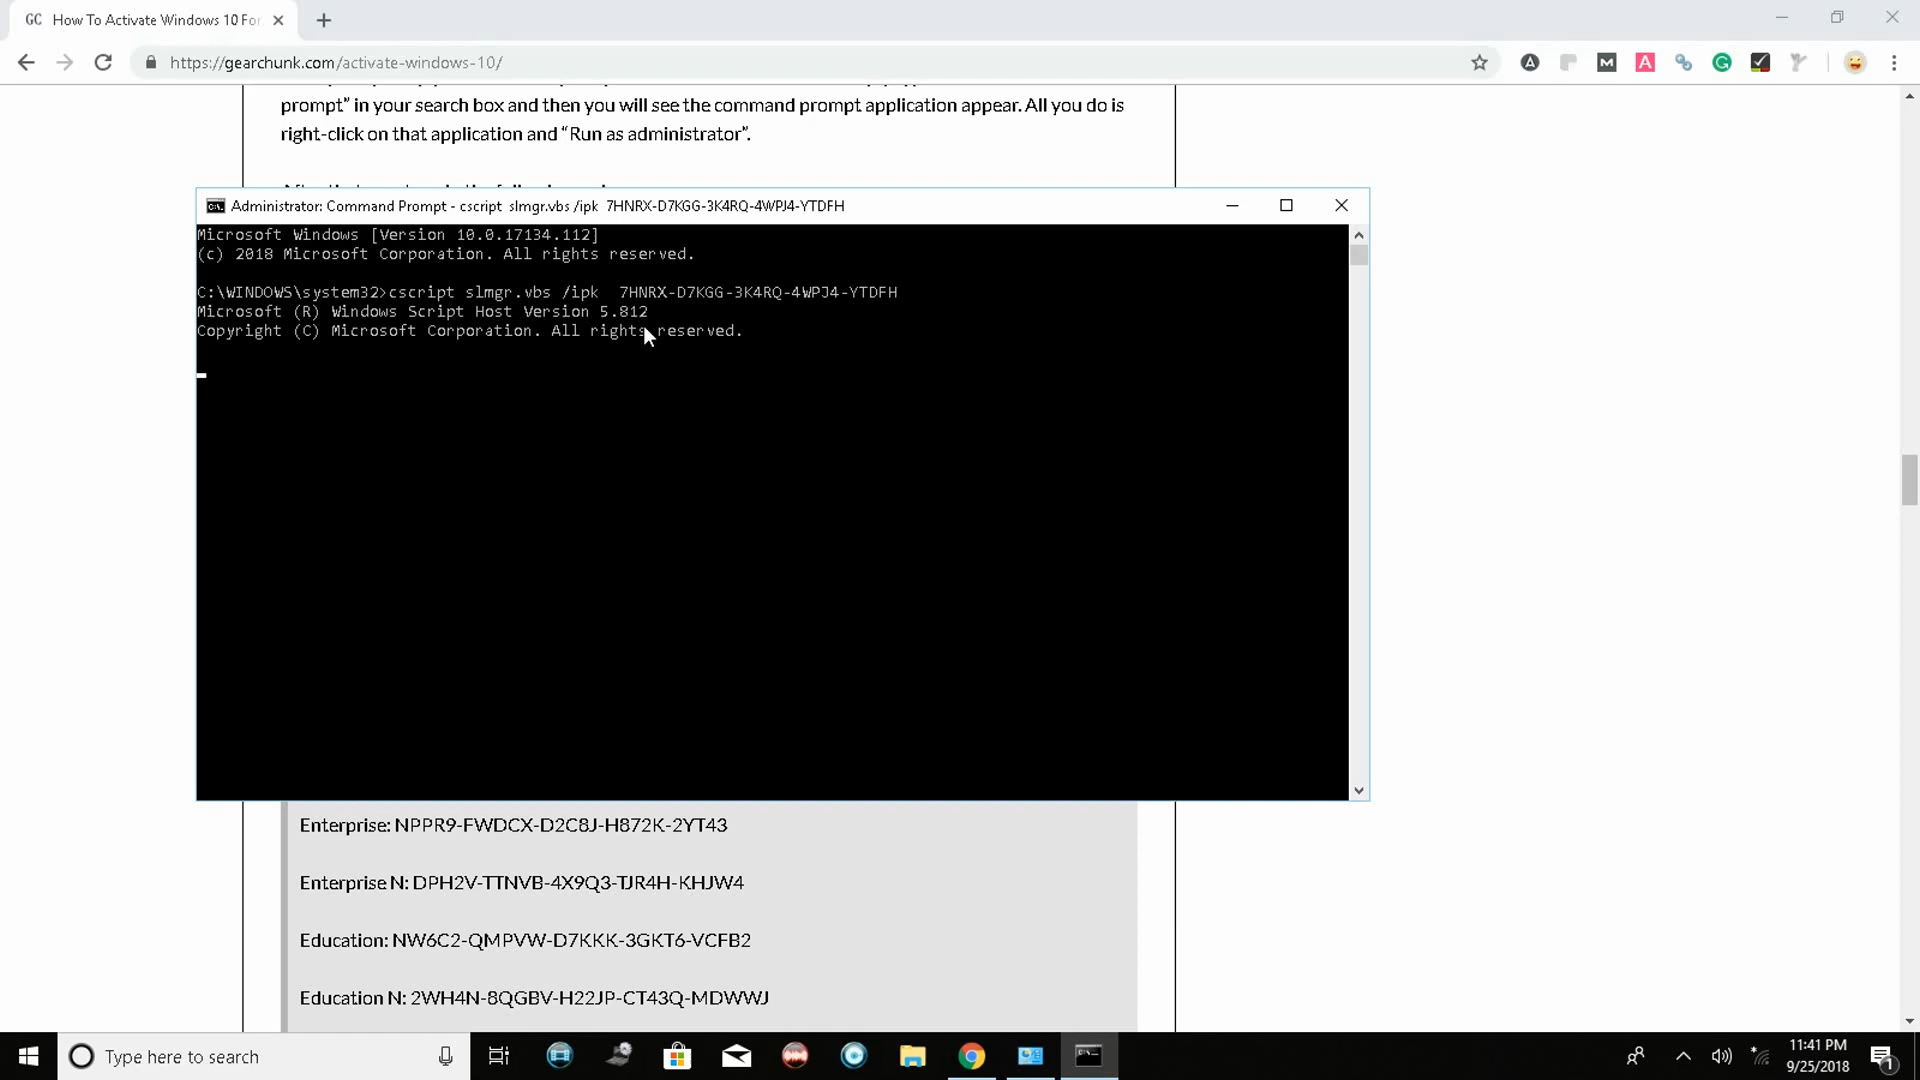 GC How To Activate Windows 10 For
https://gearchunk.com/activate-windows-10/
prompt” in your search box and then you will see the command prompt application appear. All you do is
right-click on that application and “Run as administrator”.
Administrator: Command Prompt - cscript slmgr.vbs /ipk 7HNRX-D7KGG-3K4RQ-4WPJ4-YTDFH
Microsoft Windows [Version 10.0.17134.112]
(c) 2018 Microsoft Corporation. All rights reserved.
C:\WINDOWS\system32>cscript slmgr.vbs /ipk 7HNRX-D7KGG-3K4RQ-4WPJ4-YTDFH
Microsoft (R) Windows Script Host Version 5.812
Copyright (C) Microsoft Corporation. All rights reserved.
Enterprise: NPPR9-FWDCX-D2C8J-H872K-2YT43
Enterprise N: DPH2V-TTNVB-4X9Q3-TJR4H-KHJW4
Education: NW6C2-QMPVW-D7KKK-3GKT6-VCFB2
Education N: 2WH4N-8QGBV-H22JP-CT43Q-MDWWJ
Type here to search
11:41 PM
9/25/2018
1